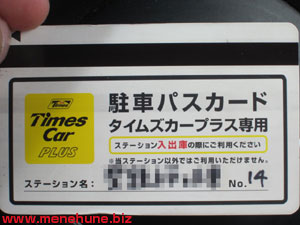 Times
Times
Car
PLUS
駐車パスカード
タイムズカープラス専用
ステーション入出庫の際にご利用ください
※当ステーション以外ではご利用いただけません。
ステーション名：
No. 14
www.menehune.biz